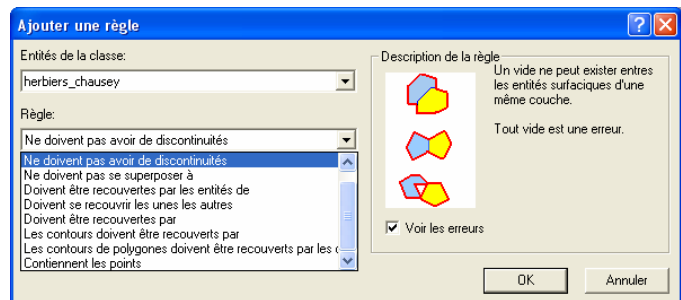 Ajouter une règle
Entités de la classe:
herbiers_chausey
Règle:
Ne doivent pas avoir de discontinuités
Ne doivent pas avoir de discontinuités
Ne doivent pas se superposer à
Doivent être recouvertes par les entités de
Doivent se recouvrir les unes les autres
Doivent être recouvertes par
Les contours doivent être recouverts par
Les contours de polygones doivent être recouverts par les c
Contiennent les points
Description de la règle
Un vide ne peut exister entres
les entités surfaciques d'une
même couche.
Tout vide est une erreur.
Voir les erreurs
OK
Annuler